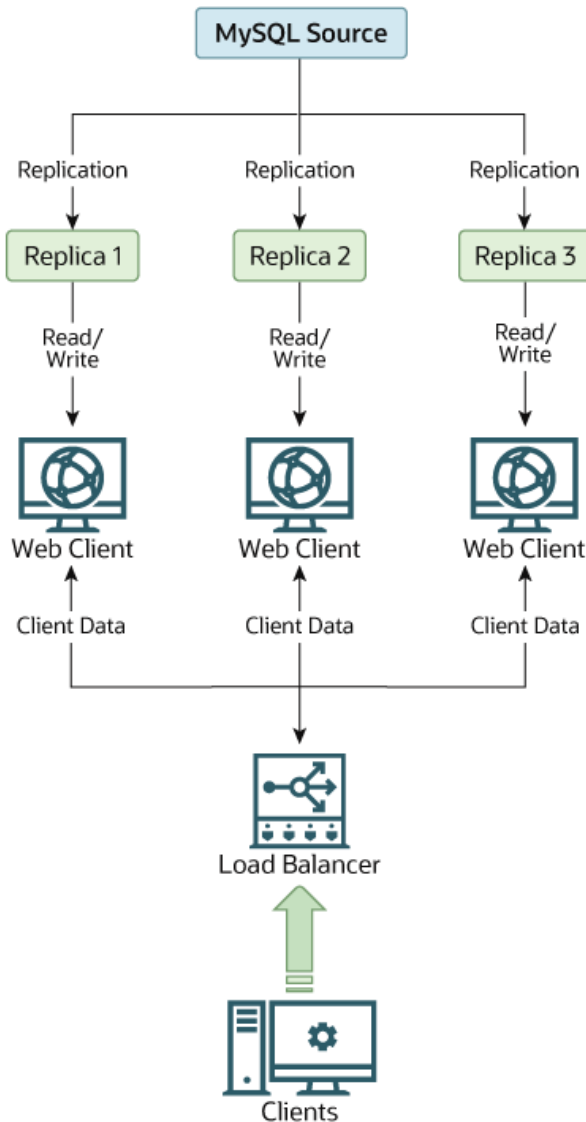 MySQL Source
Replication Replication Replication
Replica 1 Replica 2 Replica 3
Read/ Read/ Read/
Write Write Write
Web Client Web Client Web Client
Client Data Client Data Client Data
Load Balancer
Clients